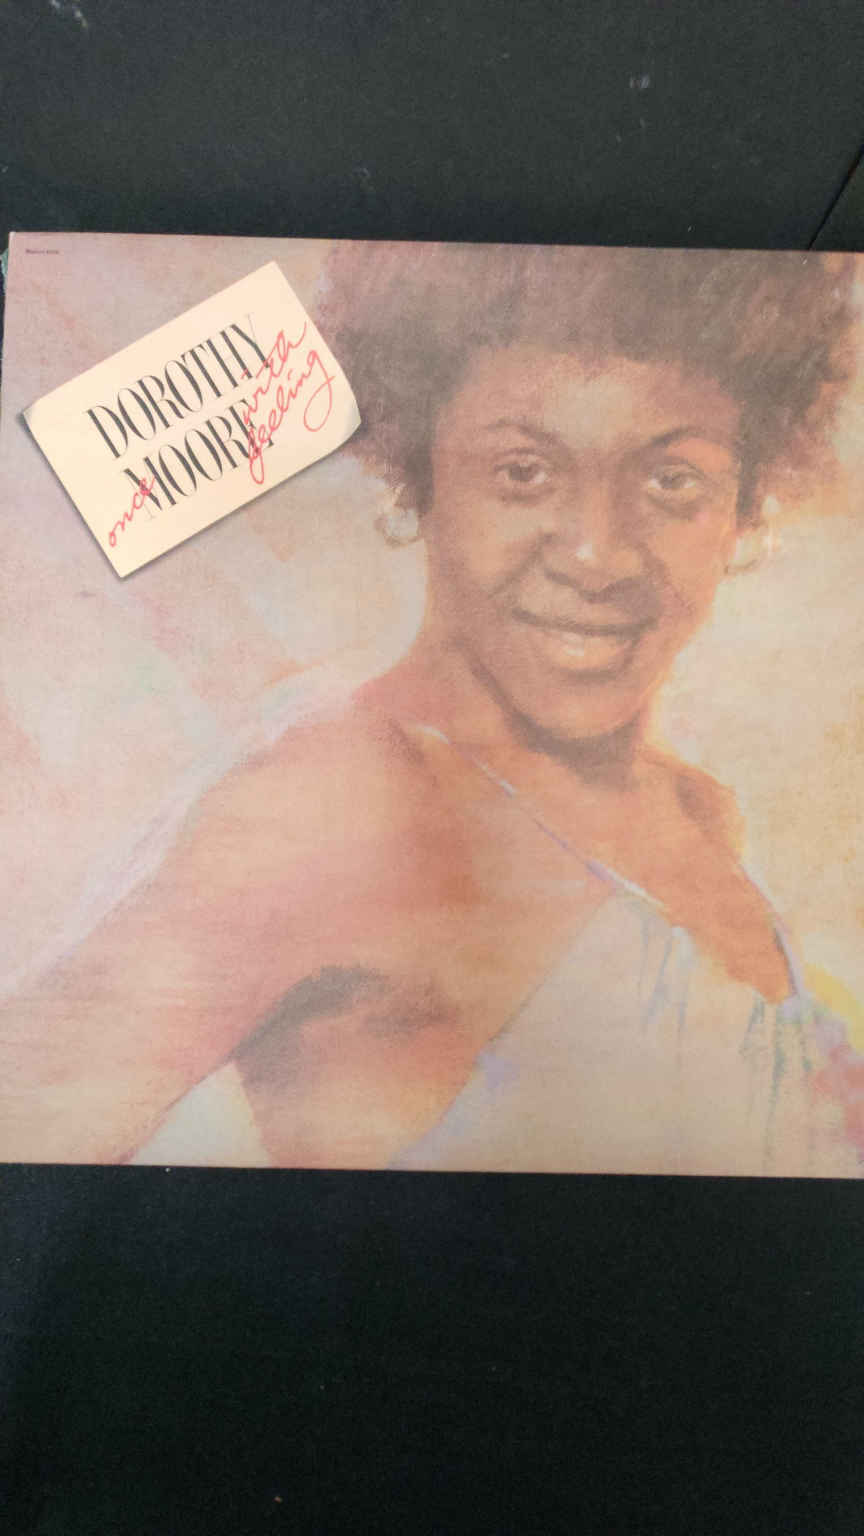 DOROTHY
MOORE
once with
feeling